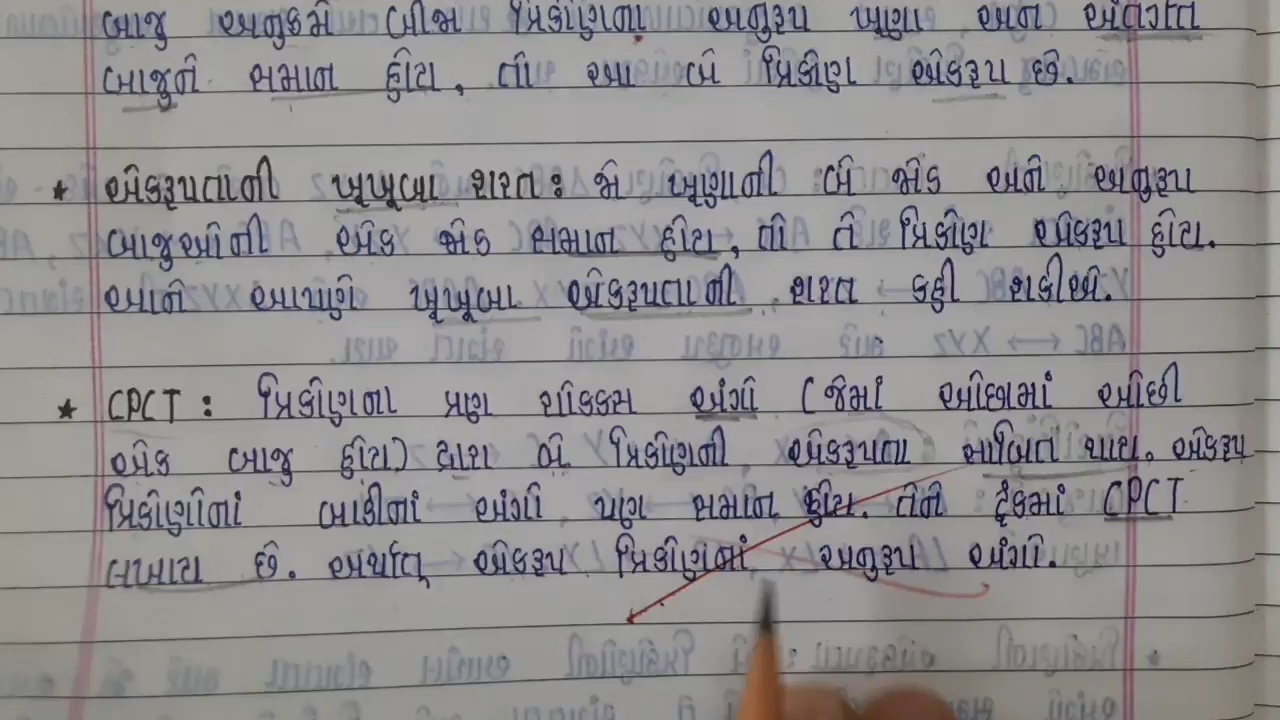 બાજુ અનુક્રમે બીજા ત્રિકોણના અનુરૂપ ખૂણા અને અંતર્ગત
બાજુને સમાન હોય, તો આ બે ત્રિકોણ એકરૂપ છે.
* એકરૂપતાની ખૂખૂબા શરત : જો ખૂણાની બે જોડ અને અનુરૂપ
બાજુઓની એક જોડ સમાન હોય, તો તે ત્રિકોણ એકરૂપ હોય.
આને આપણે ખૂખૂબા એકરૂપતાની શરત કહી શકીએ.
* CPCT : ત્રિકોણના ત્રણ ચોક્કસ અંગો (જેમાં ઓછામાં ઓછી
એક બાજુ હોય) દ્વારા બે ત્રિકોણની એકરૂપતા સાબિત થાય. એકરૂપ
ત્રિકોણોનાં બાકીનાં અંગો પણ સમાન હોય. તેને ટૂંકમાં CPCT
લખાય છે. અર્થાત્ એકરૂપ ત્રિકોણનાં અનુરૂપ અંગો.